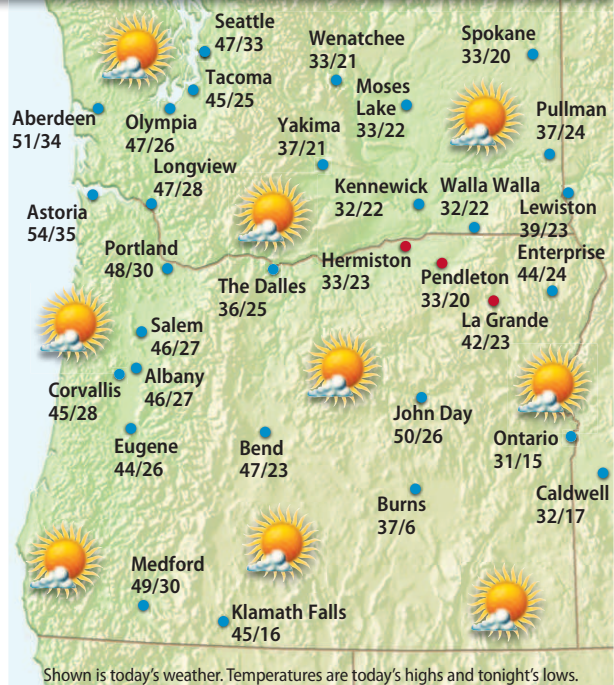 Seattle
47/33
Wenatchee
33/21
Spokane
33/20
Tacoma
45/25
Moses
Lake
33/22
Aberdeen
51/34
Olympia
47/26
Yakima
37/21
Pullman
37/24
Longview
47/28
Kennewick
32/22
Walla Walla
32/22
Lewiston
39/23
Astoria
54/35
Portland
48/30
The Dalles
36/25
Hermiston
33/23
Pendleton
33/20
Enterprise
44/24
La Grande
42/23
Salem
46/27
Albany
46/27
Corvallis
45/28
Eugene
44/26
Bend
47/23
John Day
50/26
Ontario
31/15
Burns
37/6
Caldwell
32/17
Medford
49/30
Klamath Falls
45/16
Shown is today's weather. Temperatures are today's highs and tonight's lows.